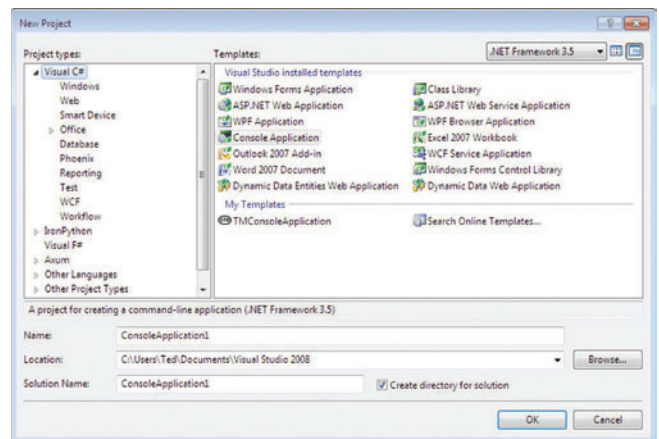 New Project
Project types:
Templates:
.NET Framework 3.5
Visual C#
Windows
Web
Smart Device
Office
Database
Phoenix
Reporting
Test
WCF
Workflow
IronPython
Visual F#
Axum
Other Languages
Other Project Types
Visual Studio installed templates
Windows Forms Application
Class Library
ASP.NET Web Application
ASP.NET Web Service Application
WPF Application
WPF Browser Application
Console Application
Excel 2007 Workbook
Outlook 2007 Add-in
WCF Service Application
Word 2007 Document
Windows Forms Control Library
Dynamic Data Entities Web Application
Dynamic Data Web Application
My Templates
TMConsoleApplication
Search Online Templates...
A project for creating a command-line application (.NET Framework 3.5)
Name:
ConsoleApplication1
Location:
C:\Users\Ted\Documents\Visual Studio 2008
Browse...
Solution Name:
ConsoleApplication1
Create directory for solution
OK
Cancel